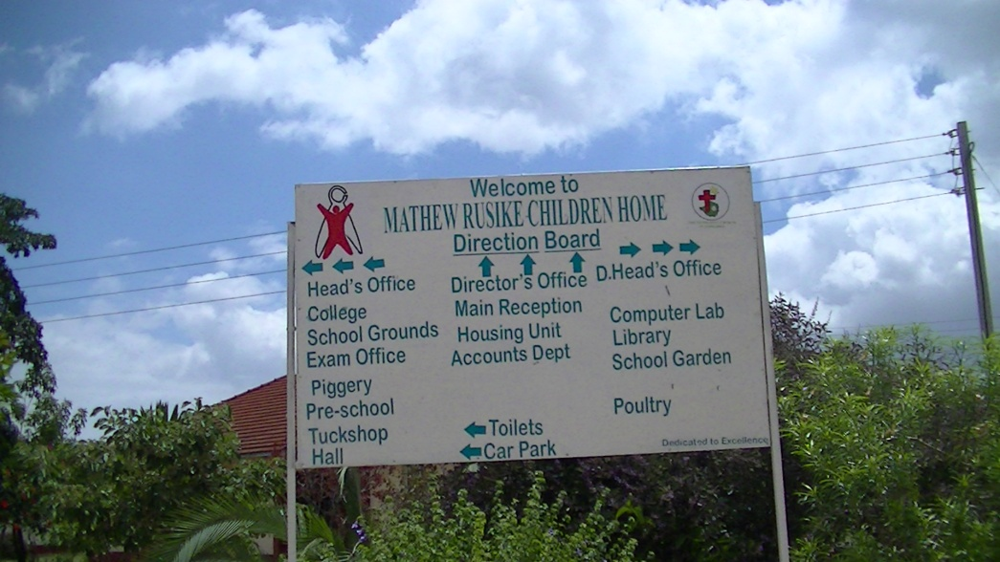 Welcome to
MATHEW RUSIKE CHILDREN HOME
Direction Board
Head's Office
College
School Grounds
Exam Office
Piggery
Pre-school
Tuckshop
Hall
Director's Office
Main Reception
Housing Unit
Accounts Dept
Toilets
Car Park
D.Head's Office
Computer Lab
Library
School Garden
Poultry
Dedicated to Excellence